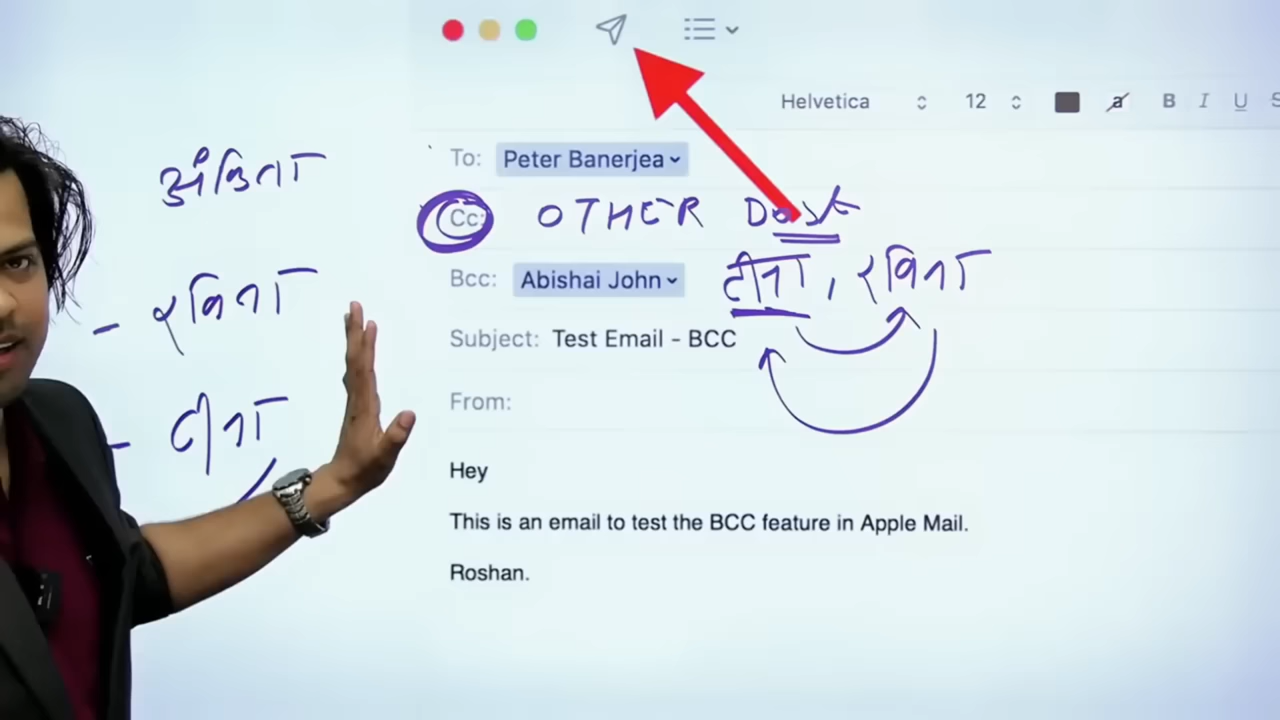 Helvetica 12 a B I U S
To: Peter Banerjea
अंकिता
Cc: OTHER Dost
Bcc: Abishai John टीना, रविना
- रविना
Subject: Test Email - BCC
From:
- टीना
Hey
This is an email to test the BCC feature in Apple Mail.
Roshan.